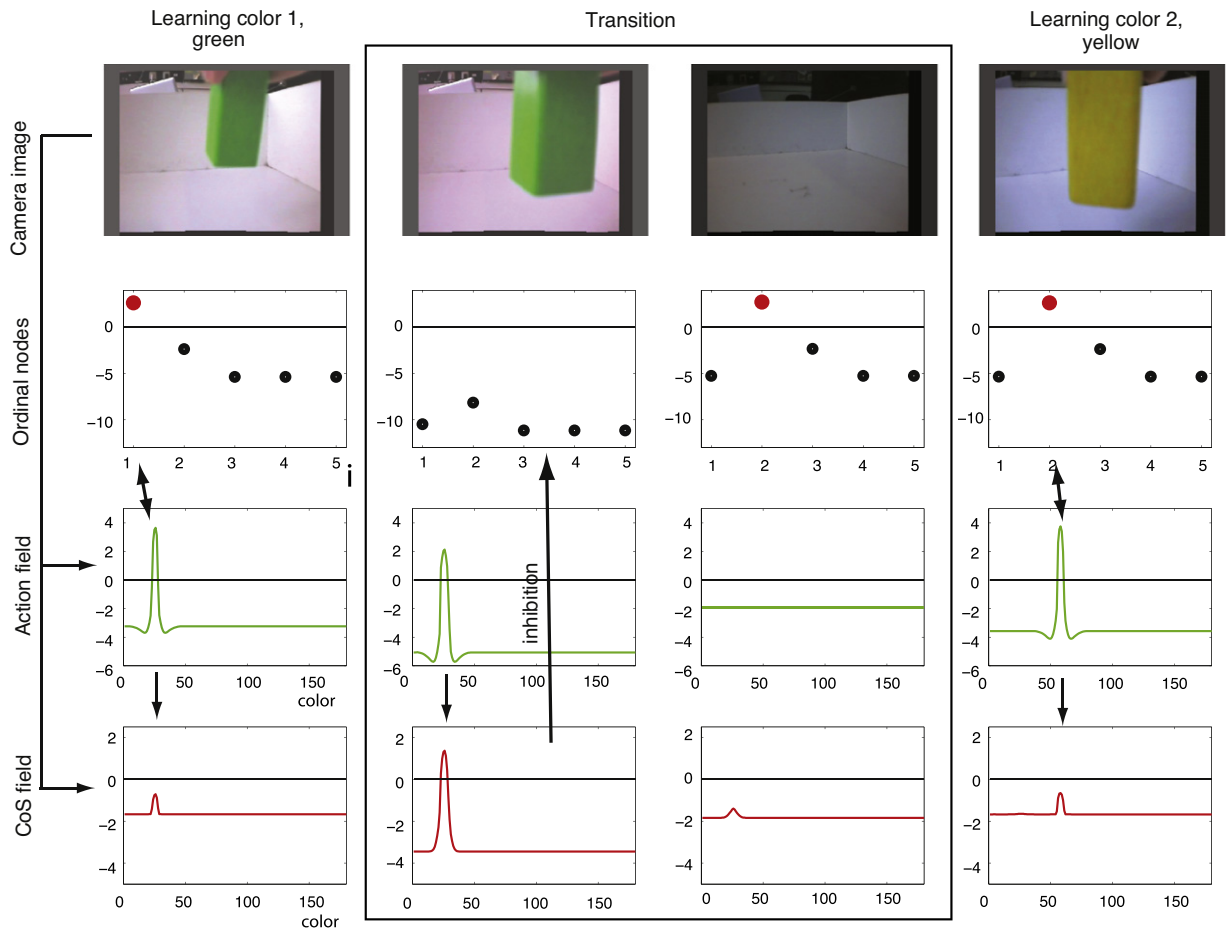 Learning color 1,
green
Transition
Learning color 2,
yellow
Camera image
Ordinal nodes
0
−5
−10
1 2 3 4 5
i
0
−5
−10
1 2 3 4 5
0
−5
−10
1 2 3 4 5
0
−5
−10
1 2 3 4 5
Action field
4
2
0
−2
−4
−6
0 50 100 150
color
4
2
0
−2
−4
−6
0 50 100 150
inhibition
4
2
0
−2
−4
−6
0 50 100 150
4
2
0
−2
−4
−6
0 50 100 150
CoS field
2
0
−2
−4
0 50 100 150
color
2
0
−2
−4
0 50 100 150
2
0
−2
−4
0 50 100 150
2
0
−2
−4
0 50 100 150